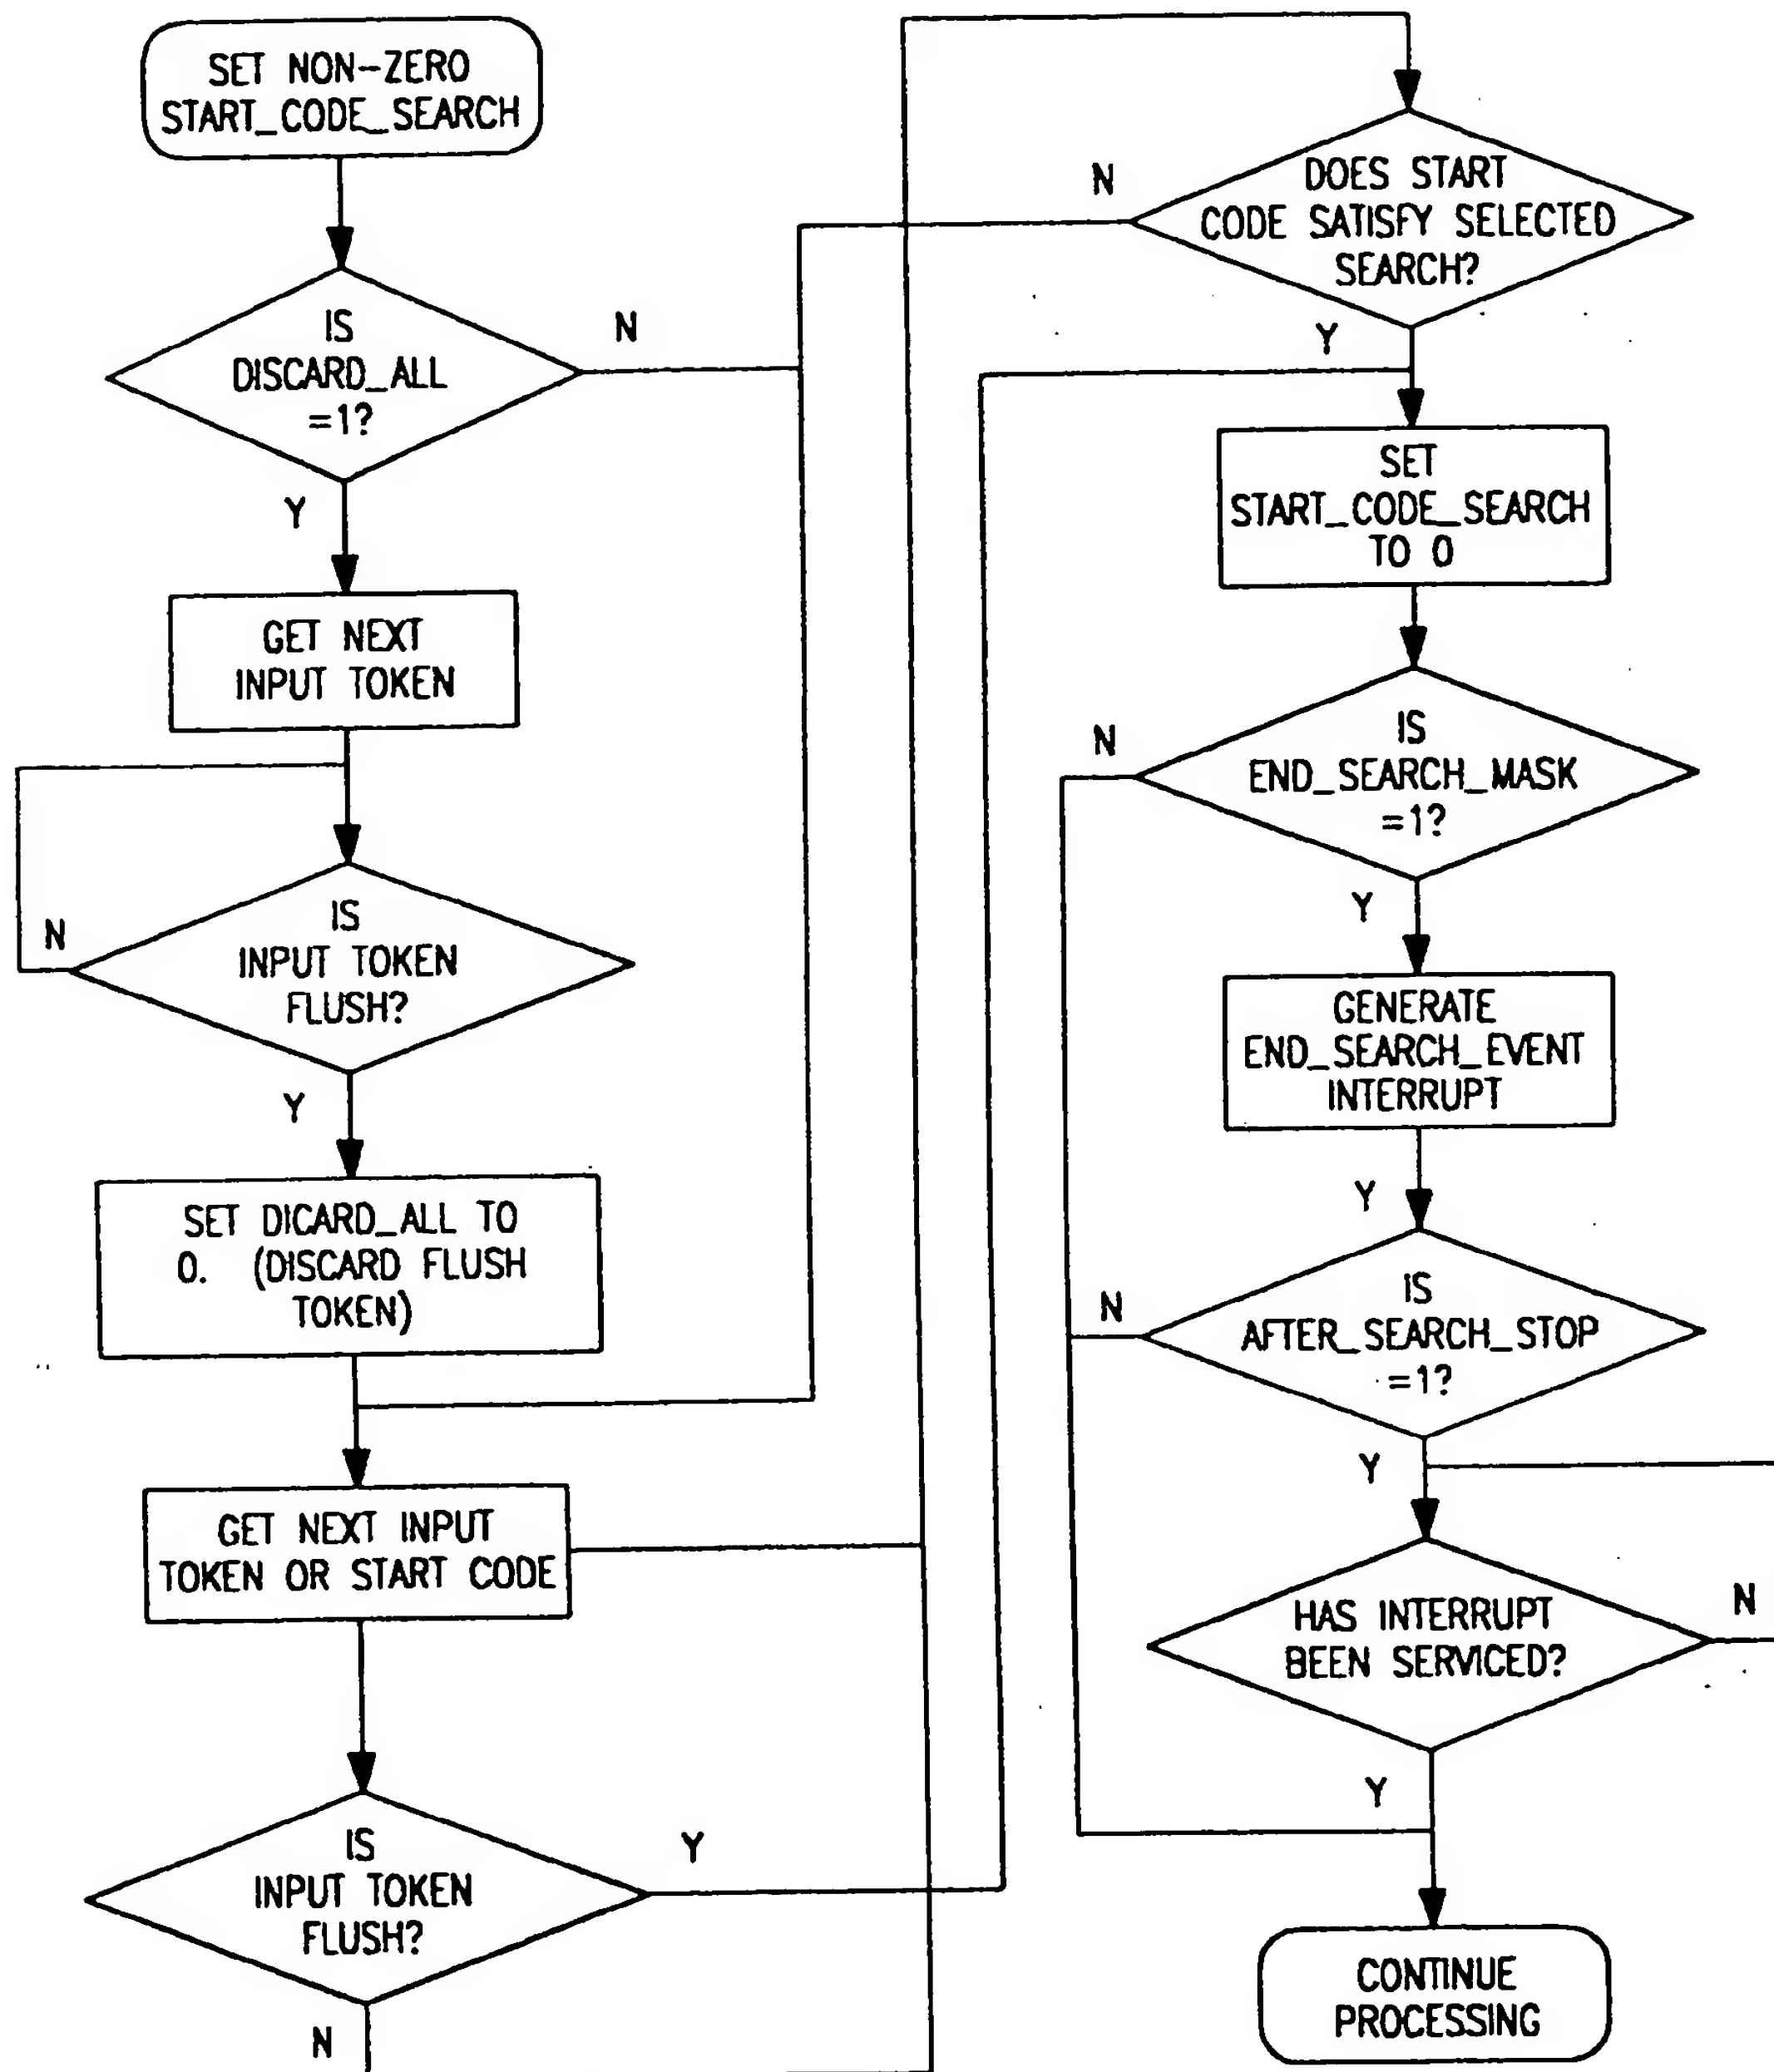 SET NON-ZERO
START_CODE_SEARCH
IS
DISCARD_ALL
=1?
N
Y
GET NEXT
INPUT TOKEN
IS
INPUT TOKEN
FLUSH?
N
Y
SET DICARD_ALL TO
0. (DISCARD FLUSH
TOKEN)
GET NEXT INPUT
TOKEN OR START CODE
IS
INPUT TOKEN
FLUSH?
Y
N
DOES START
CODE SATISFY SELECTED
SEARCH?
N
Y
SET
START_CODE_SEARCH
TO 0
IS
END_SEARCH_MASK
=1?
N
Y
GENERATE
END_SEARCH_EVENT
INTERRUPT
Y
IS
AFTER_SEARCH_STOP
=1?
N
Y
HAS INTERRUPT
BEEN SERVICED?
N
Y
CONTINUE
PROCESSING